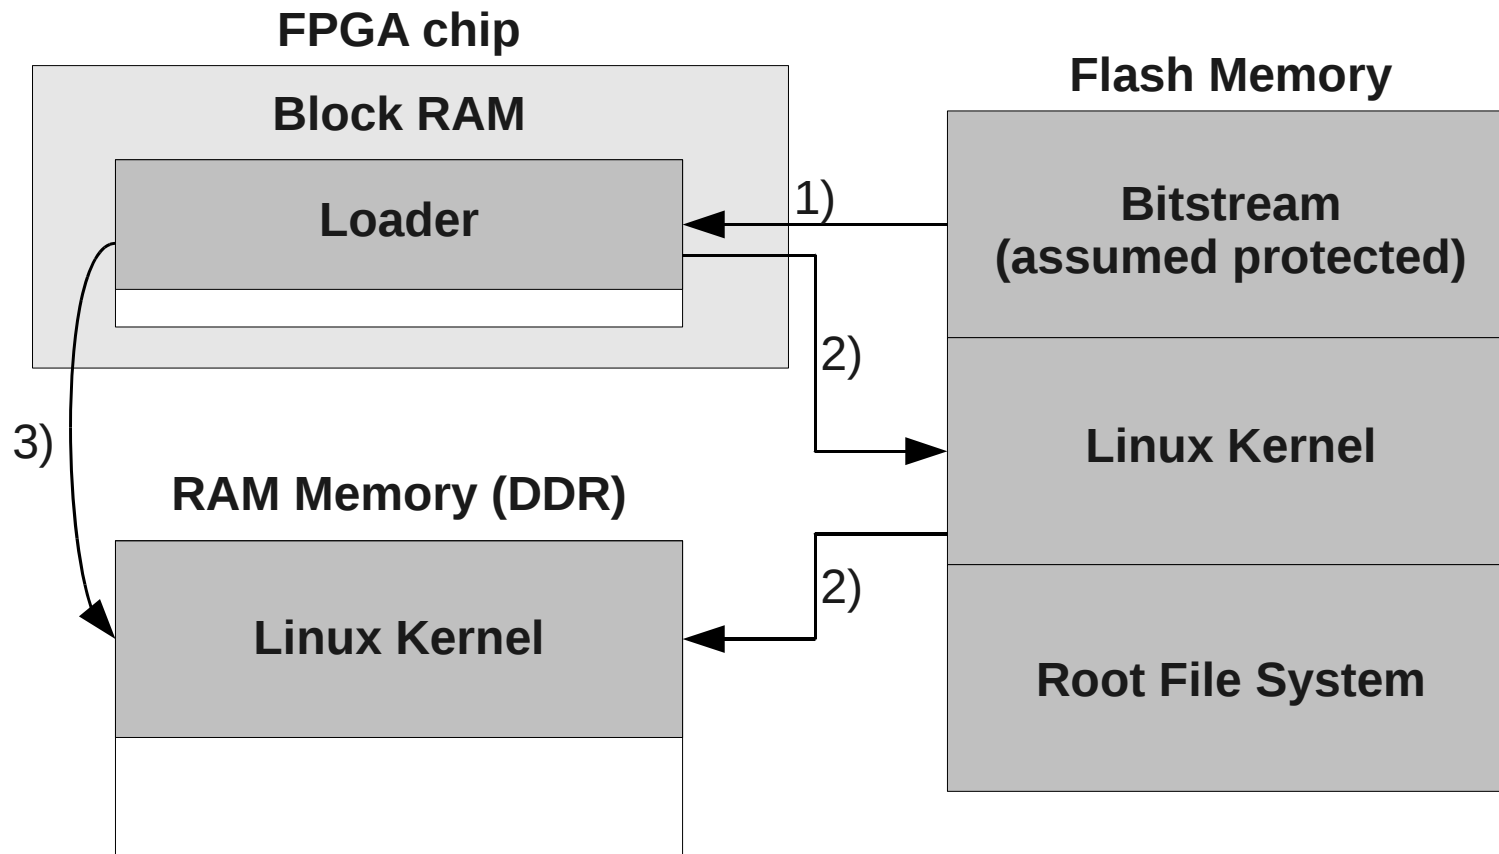 FPGA chip
Block RAM
Loader
1)
2)
3)
RAM Memory (DDR)
Linux Kernel
2)
Flash Memory
Bitstream
(assumed protected)
Linux Kernel
Root File System